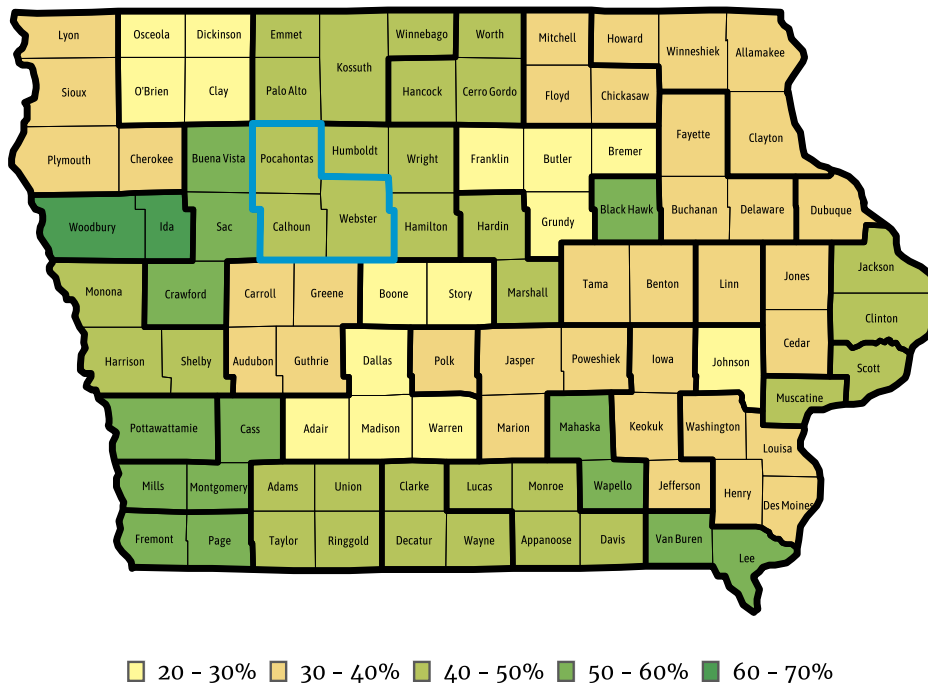 Lyon
Osceola
Dickinson
Emmet
Kossuth
Winnebago
Worth
Mitchell
Howard
Winneshiek
Allamakee
Sioux
O'Brien
Clay
Palo Alto
Hancock
Cerro Gordo
Floyd
Chickasaw
Fayette
Clayton
Plymouth
Cherokee
Buena Vista
Pocahontas
Humboldt
Wright
Franklin
Butler
Bremer
Woodbury
Ida
Sac
Calhoun
Webster
Hamilton
Hardin
Grundy
Black Hawk
Buchanan
Delaware
Dubuque
Monona
Crawford
Carroll
Greene
Boone
Story
Marshall
Tama
Benton
Linn
Jones
Jackson
Clinton
Harrison
Shelby
Audubon
Guthrie
Dallas
Polk
Jasper
Poweshiek
Iowa
Johnson
Cedar
Scott
Muscatine
Pottawattamie
Cass
Adair
Madison
Warren
Marion
Mahaska
Keokuk
Washington
Louisa
Mills
Montgomery
Adams
Union
Clarke
Lucas
Monroe
Wapello
Jefferson
Henry
Des Moines
Fremont
Page
Taylor
Ringgold
Decatur
Wayne
Appanoose
Davis
Van Buren
Lee
20 - 30%
30 - 40%
40 - 50%
50 - 60%
60 - 70%